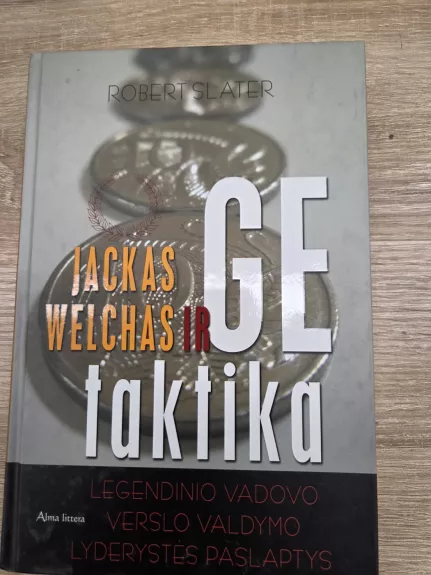 ROBERT SLATER
JACKAS
WELCHAS IR GE
taktika
LEGENDINIO VADOVO
Alma littera VERSLO VALDYMO
LYDERYSTĖS PASLAPTYS